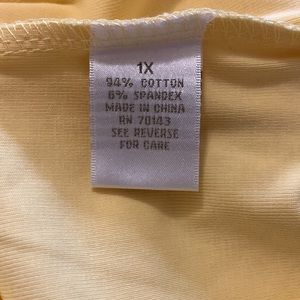 1X
94% COTTON
6% SPANDEX
MADE IN CHINA
RN 70143
SEE REVERSE
FOR CARE